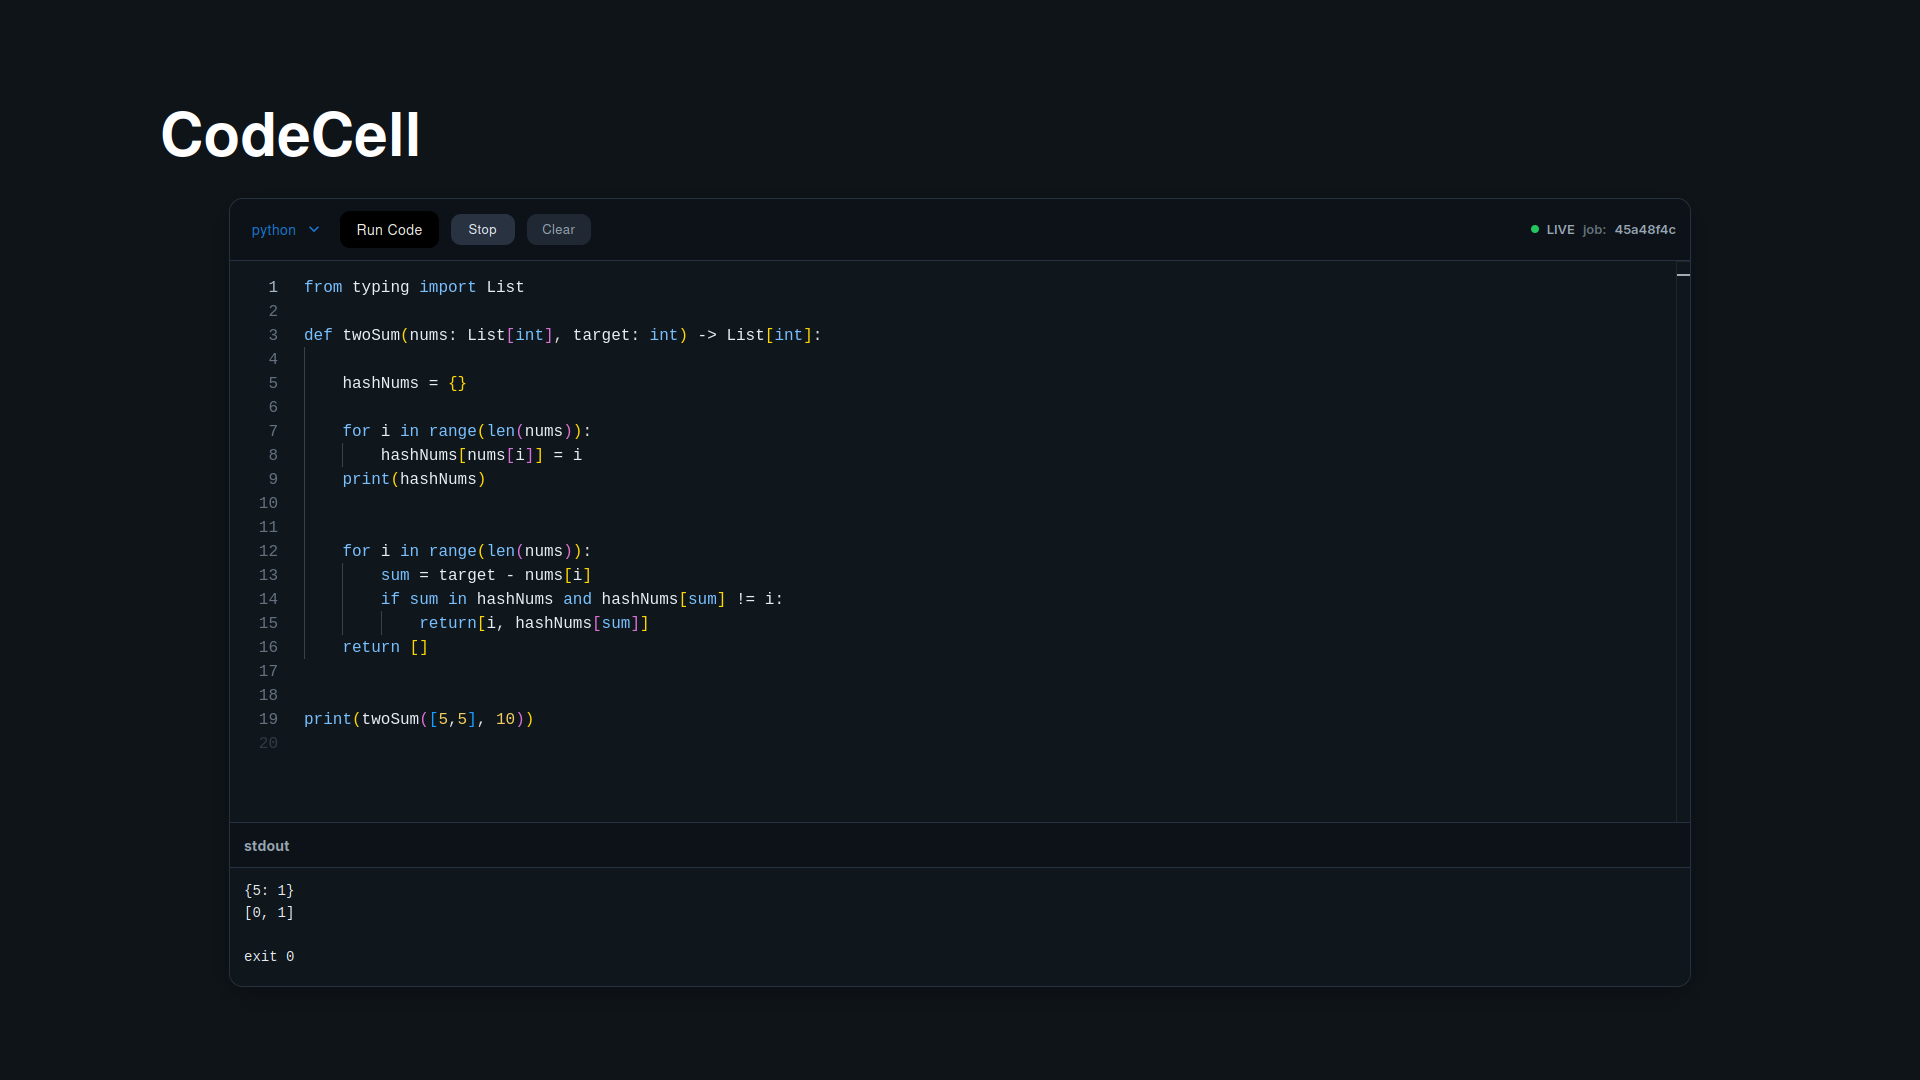 CodeCell
python Run Code Stop Clear LIVE job: 45a48f4c
1 from typing import List
2
3 def twoSum(nums: List[int], target: int) -> List[int]:
4
5     hashNums = {}
6
7     for i in range(len(nums)):
8         hashNums[nums[i]] = i
9     print(hashNums)
10
11
12     for i in range(len(nums)):
13         sum = target - nums[i]
14         if sum in hashNums and hashNums[sum] != i:
15             return[i, hashNums[sum]]
16     return []
17
18
19 print(twoSum([5,5], 10))
20
stdout
{5: 1}
[0, 1]
exit 0